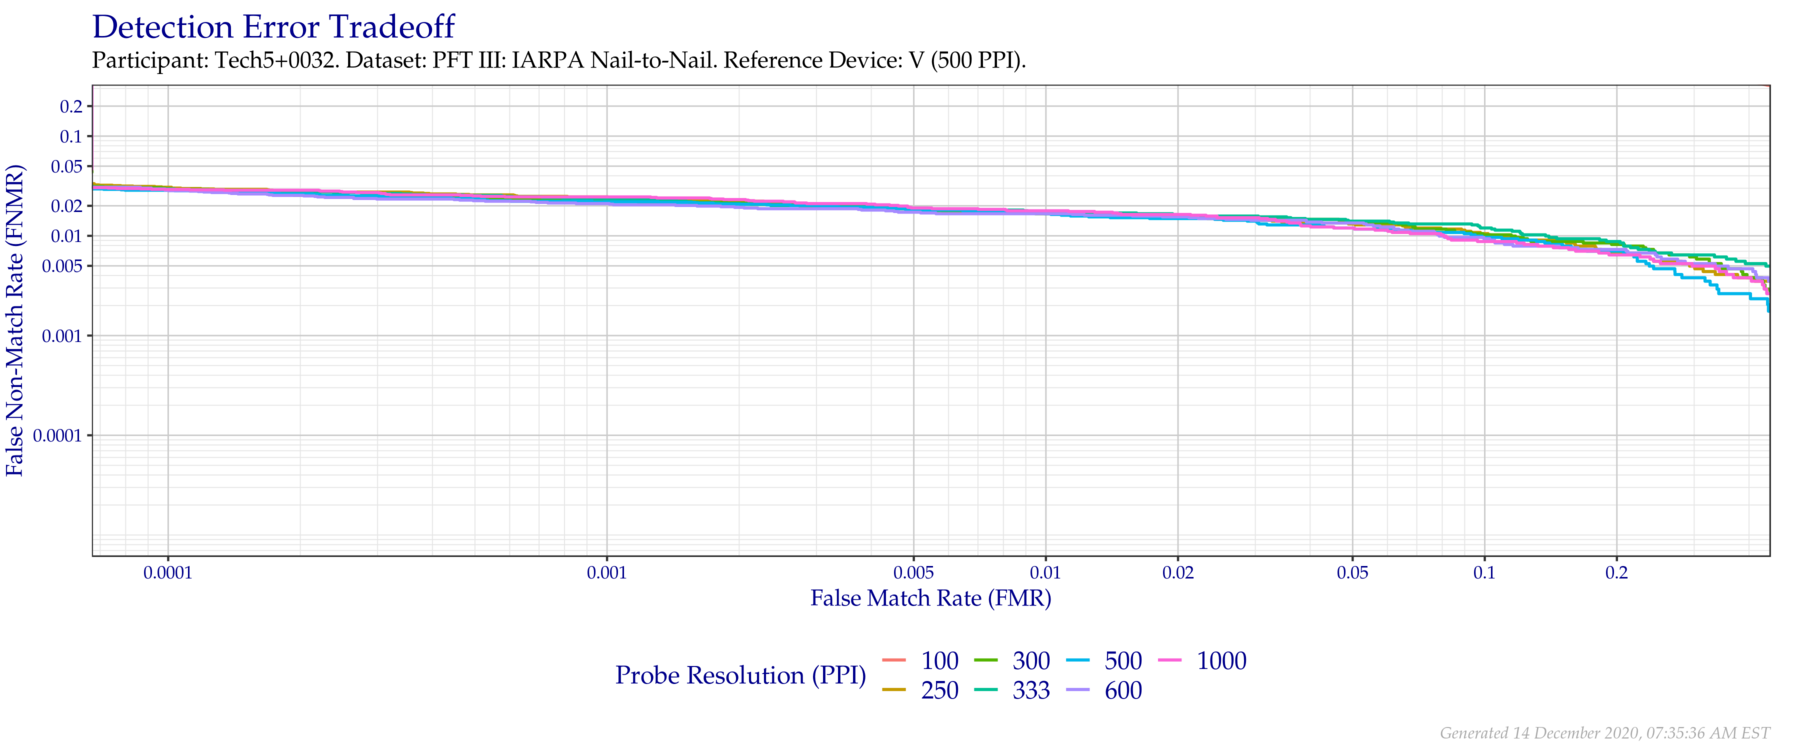 Detection Error Tradeoff
Participant: Tech5+0032. Dataset: PFT III: IARPA Nail-to-Nail. Reference Device: V (500 PPI).
False Non-Match Rate (FNMR)
0.2
0.1
0.05
0.02
0.01
0.005
0.001
0.0001
0.0001 0.001 0.005 0.01 0.02 0.05 0.1 0.2
False Match Rate (FMR)
Probe Resolution (PPI)
100 300 500 1000
250 333 600
Generated 14 December 2020, 07:35:36 AM EST